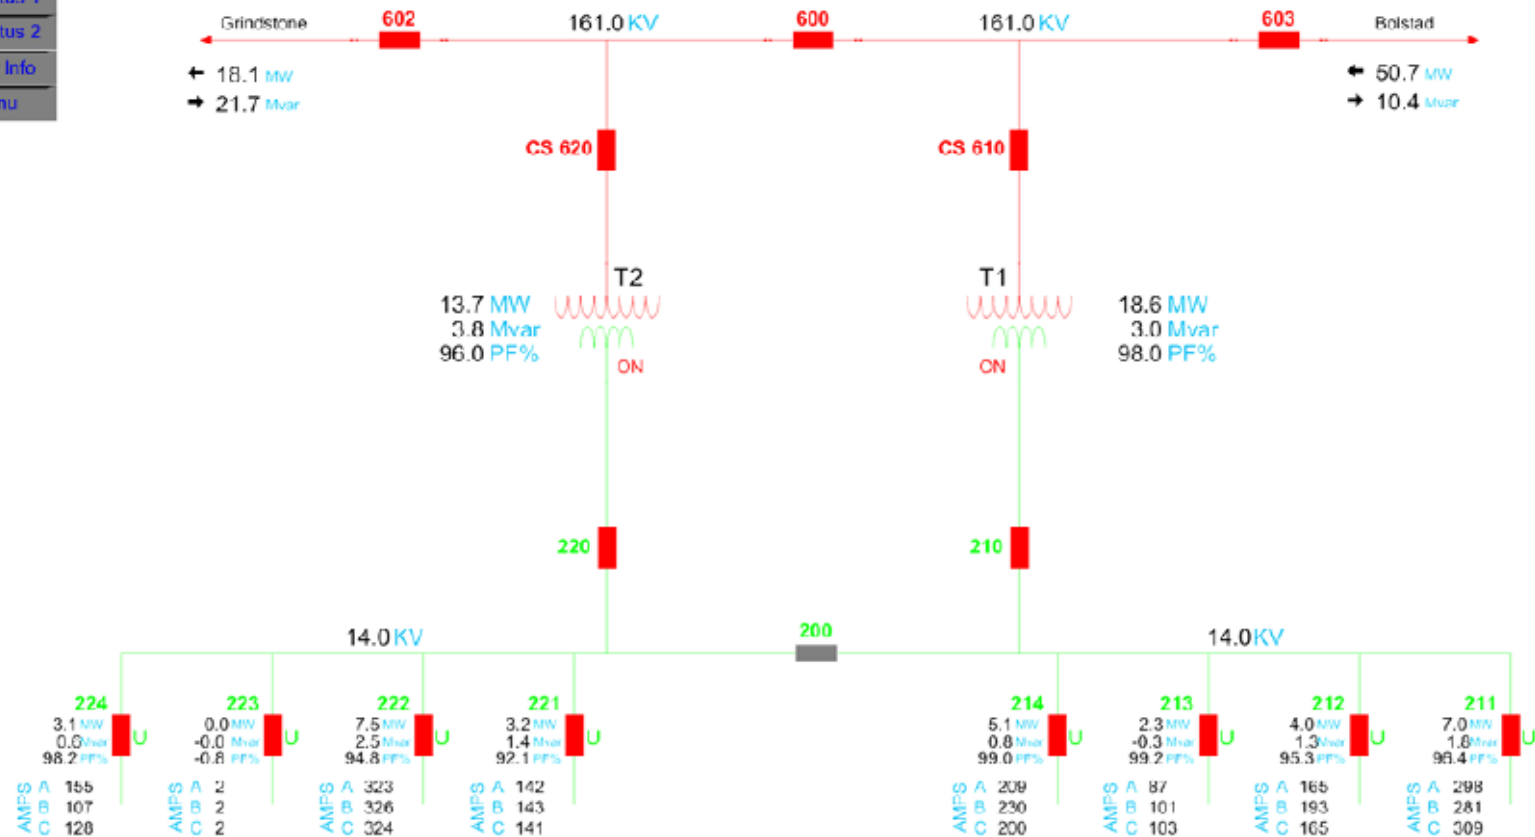 tus 2
Info
nu
Grindstone
602
161.0 KV
600
161.0 KV
603
Bolstad
← 18.1 MW
→ 21.7 Mvar
← 50.7 MW
→ 10.4 Mvar
CS 620
CS 610
T2
T1
13.7 MW
3.8 Mvar
96.0 PF%
ON
18.6 MW
3.0 Mvar
98.0 PF%
ON
220
210
14.0 KV
200
14.0 KV
224
3.1 MW
0.6 Mvar
98.2 PF%
U
AMPS
A 155
B 107
C 128
223
0.0 MW
-0.0 Mvar
-0.8 PF%
U
AMPS
A 2
B 2
C 2
222
7.5 MW
2.5 Mvar
94.8 PF%
U
AMPS
A 323
B 326
C 324
221
3.2 MW
1.4 Mvar
92.1 PF%
U
AMPS
A 142
B 143
C 141
214
5.1 MW
0.8 Mvar
99.0 PF%
U
AMPS
A 209
B 230
C 200
213
2.3 MW
-0.3 Mvar
99.2 PF%
U
AMPS
A 87
B 101
C 103
212
4.0 MW
1.3 Mvar
95.3 PF%
U
AMPS
A 165
B 193
C 165
211
7.0 MW
1.8 Mvar
96.4 PF%
U
AMPS
A 298
B 281
C 309